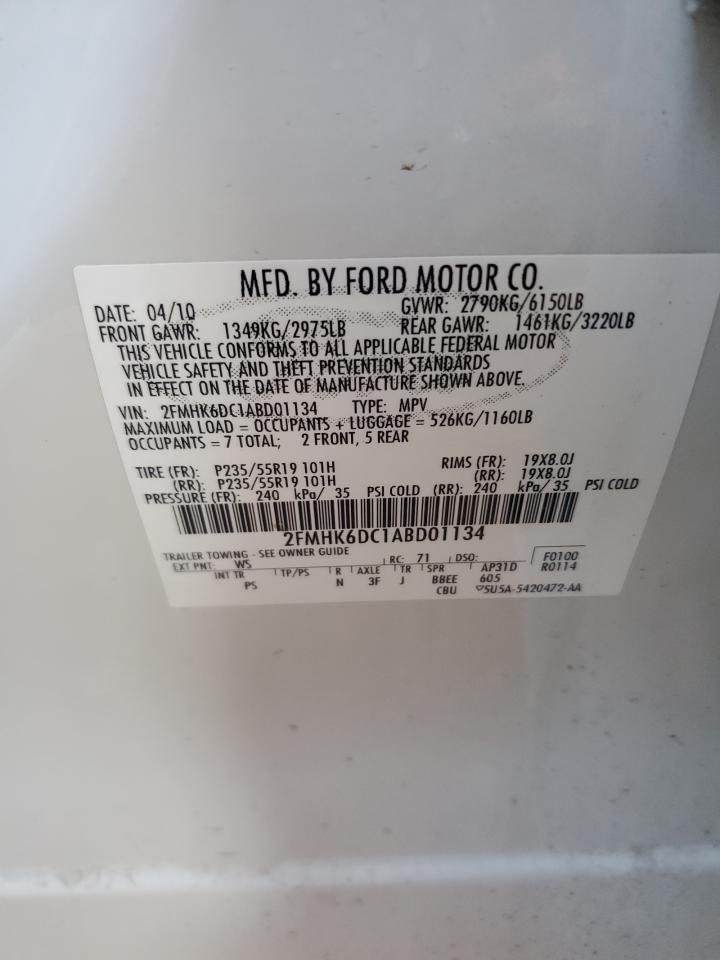 MFD. BY FORD MOTOR CO.
DATE: 04/10 GVWR: 2790KG/6150LB
FRONT GAWR: 1349KG/2975LB REAR GAWR: 1461KG/3220LB
THIS VEHICLE CONFORMS TO ALL APPLICABLE FEDERAL MOTOR
VEHICLE SAFETY AND THEFT PREVENTION STANDARDS
IN EFFECT ON THE DATE OF MANUFACTURE SHOWN ABOVE.
VIN: 2FMHK6DC1ABD01134 TYPE: MPV
MAXIMUM LOAD = OCCUPANTS + LUGGAGE = 526KG/1160LB
OCCUPANTS = 7 TOTAL; 2 FRONT, 5 REAR
TIRE (FR): P235/55R19 101H RIMS (FR): 19X8.0J
(RR): P235/55R19 101H (RR): 19X8.0J
PRESSURE (FR): 240 kPa/ 35 PSI COLD (RR): 240 kPa/ 35 PSI COLD
2FMHK6DC1ABD01134
TRAILER TOWING - SEE OWNER GUIDE
EXT PNT: WS RC: 71 DSO: F0100
INT TR TP/PS R AXLE TR SPR AP31D R0114
PS N 3F J BBEE 605
CBU 5U5A-5420472-AA